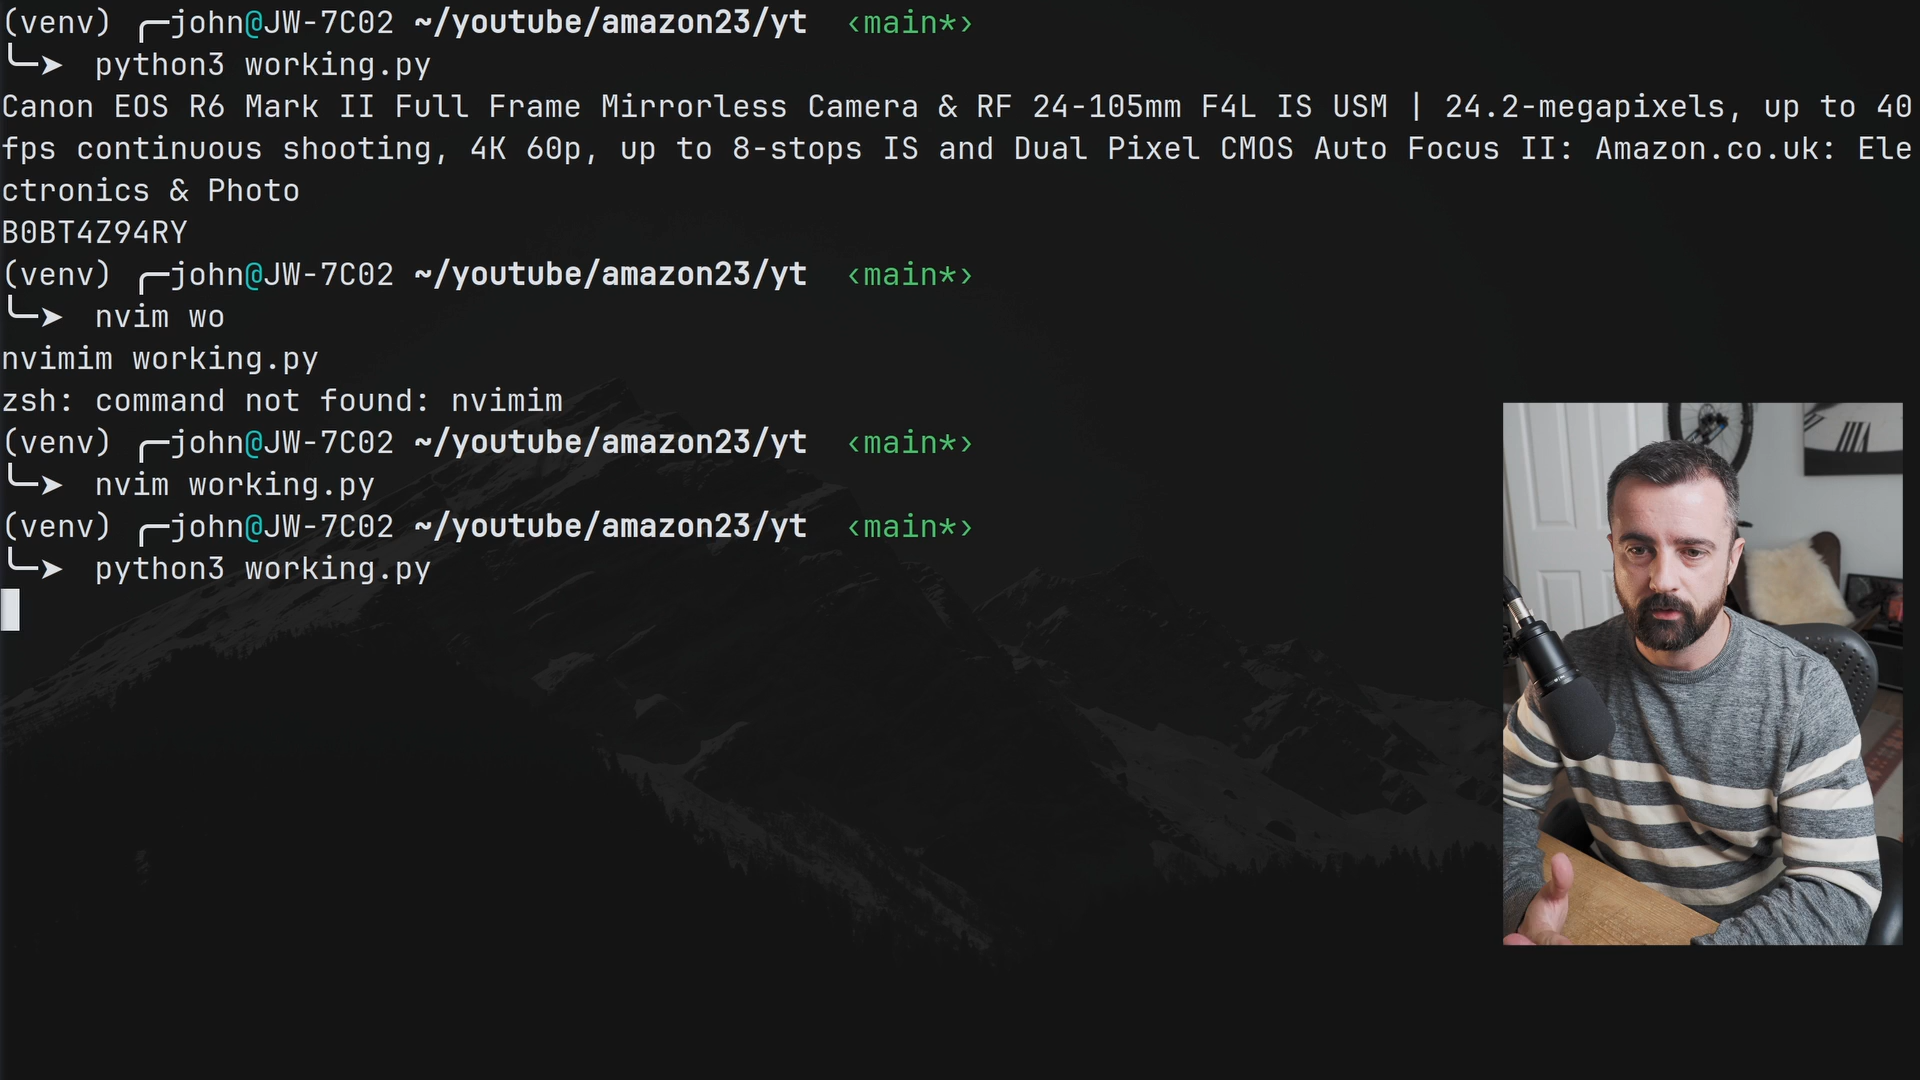 (venv) ╭─john@JW-7C02 ~/youtube/amazon23/yt ‹main*›
╰─➤ python3 working.py
Canon EOS R6 Mark II Full Frame Mirrorless Camera & RF 24-105mm F4L IS USM | 24.2-megapixels, up to 40
fps continuous shooting, 4K 60p, up to 8-stops IS and Dual Pixel CMOS Auto Focus II: Amazon.co.uk: Ele
ctronics & Photo
B0BT4Z94RY
(venv) ╭─john@JW-7C02 ~/youtube/amazon23/yt ‹main*›
╰─➤ nvim wo
nvimim working.py
zsh: command not found: nvimim
(venv) ╭─john@JW-7C02 ~/youtube/amazon23/yt ‹main*›
╰─➤ nvim working.py
(venv) ╭─john@JW-7C02 ~/youtube/amazon23/yt ‹main*›
╰─➤ python3 working.py